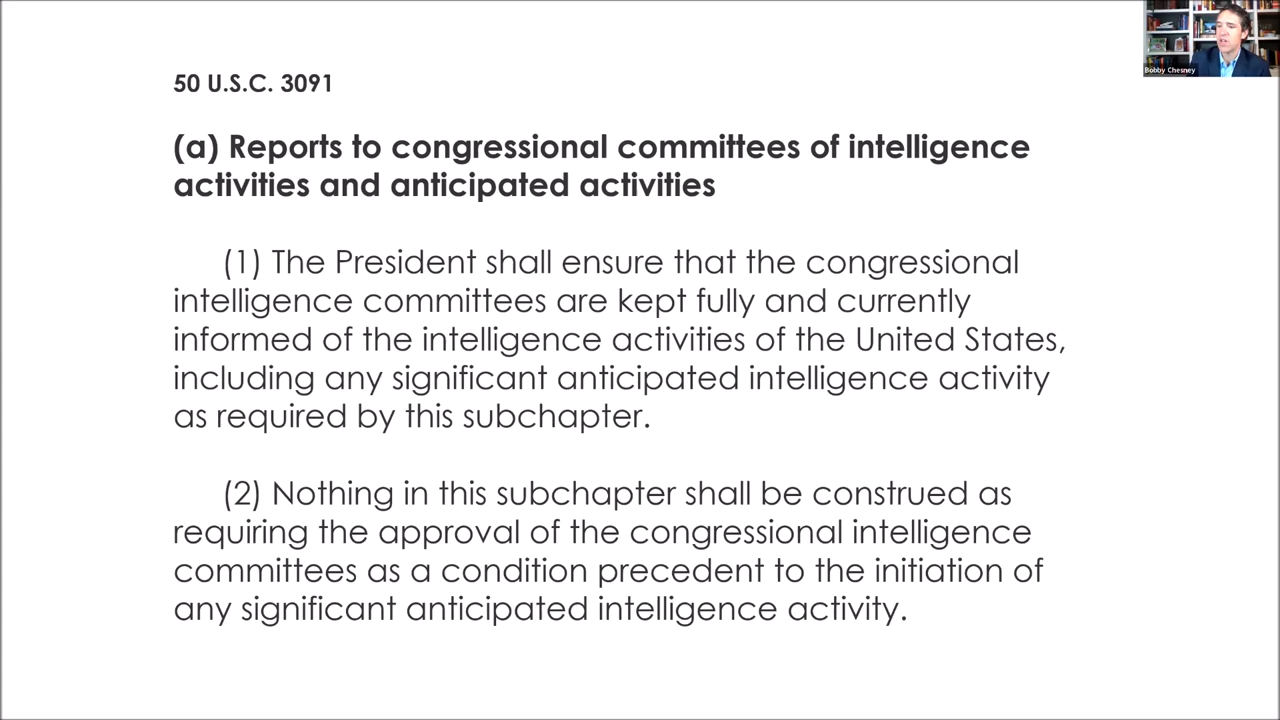 50 U.S.C. 3091
(a) Reports to congressional committees of intelligence
activities and anticipated activities
(1) The President shall ensure that the congressional
intelligence committees are kept fully and currently
informed of the intelligence activities of the United States,
including any significant anticipated intelligence activity
as required by this subchapter.
(2) Nothing in this subchapter shall be construed as
requiring the approval of the congressional intelligence
committees as a condition precedent to the initiation of
any significant anticipated intelligence activity.
Bobby Chesney